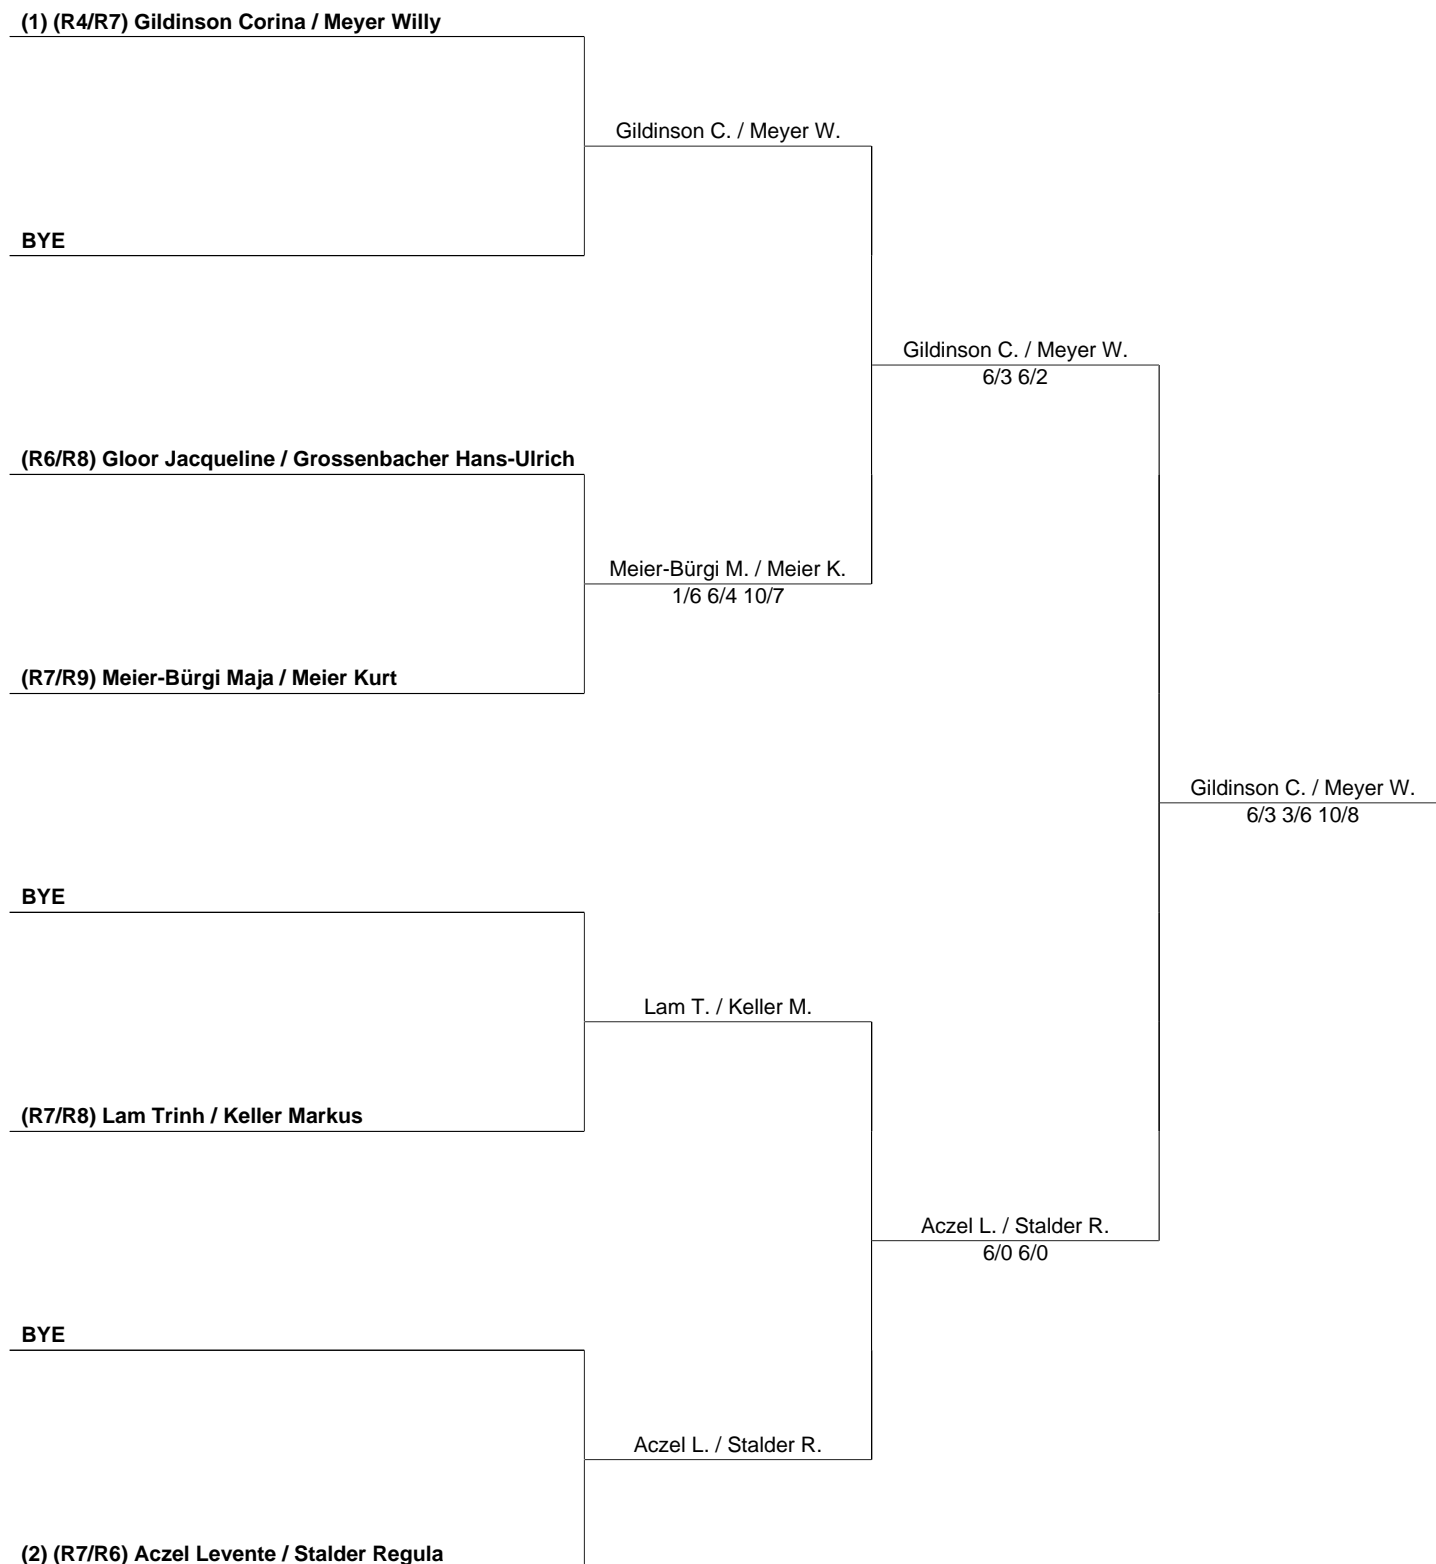 (1) (R4/R7) Gildinson Corina / Meyer Willy
Gildinson C. / Meyer W.
BYE
Gildinson C. / Meyer W.
6/3 6/2
(R6/R8) Gloor Jacqueline / Grossenbacher Hans-Ulrich
Meier-Bürgi M. / Meier K.
1/6 6/4 10/7
(R7/R9) Meier-Bürgi Maja / Meier Kurt
Gildinson C. / Meyer W.
6/3 3/6 10/8
BYE
Lam T. / Keller M.
(R7/R8) Lam Trinh / Keller Markus
Aczel L. / Stalder R.
6/0 6/0
BYE
Aczel L. / Stalder R.
(2) (R7/R6) Aczel Levente / Stalder Regula